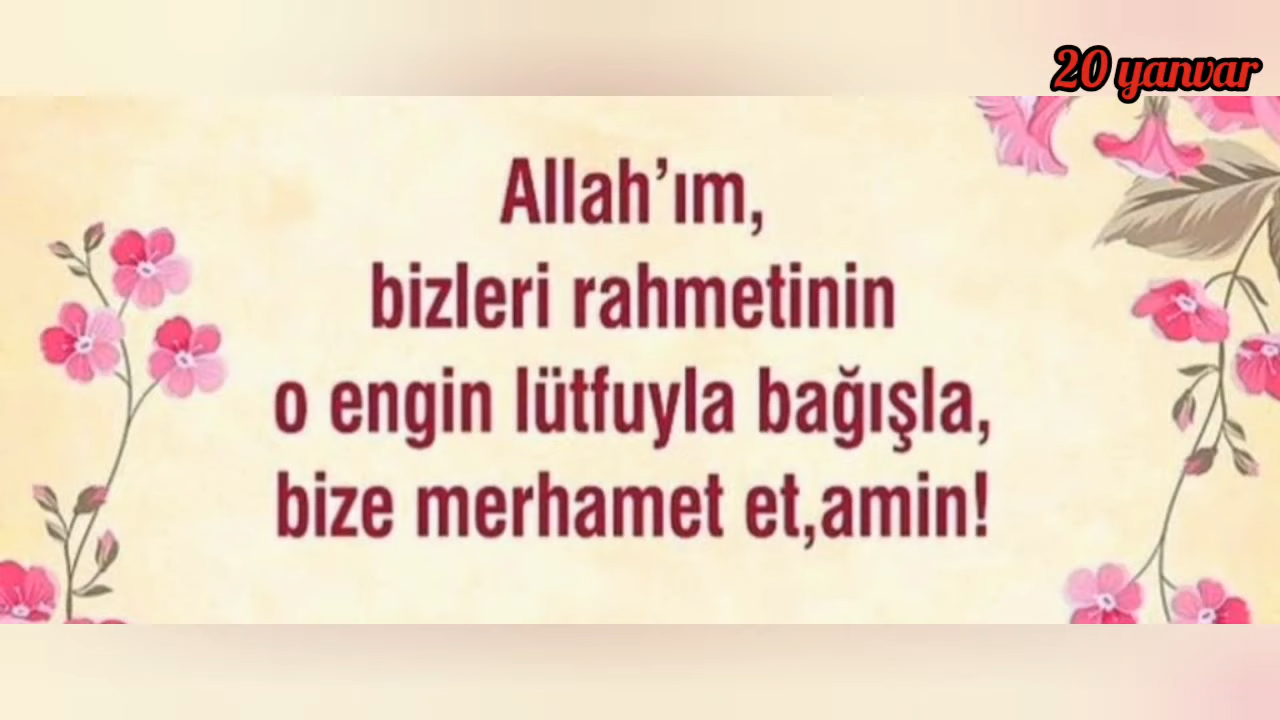 20 yanvar
Allah’ım,
bizleri rahmetinin
o engin lütfuyla bağışla,
bize merhamet et,amin!